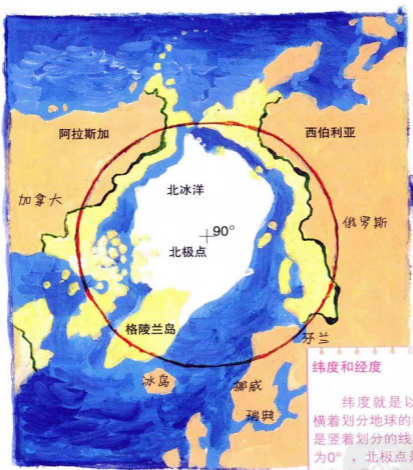 阿拉斯加
西伯利亚
北冰洋
加拿大
俄罗斯
90°
北极点
格陵兰岛
芬兰
冰岛
挪威
瑞典
纬度和经度
纬度就是以
横着划分地球的
是竖着划分的线
为0°，北极点是